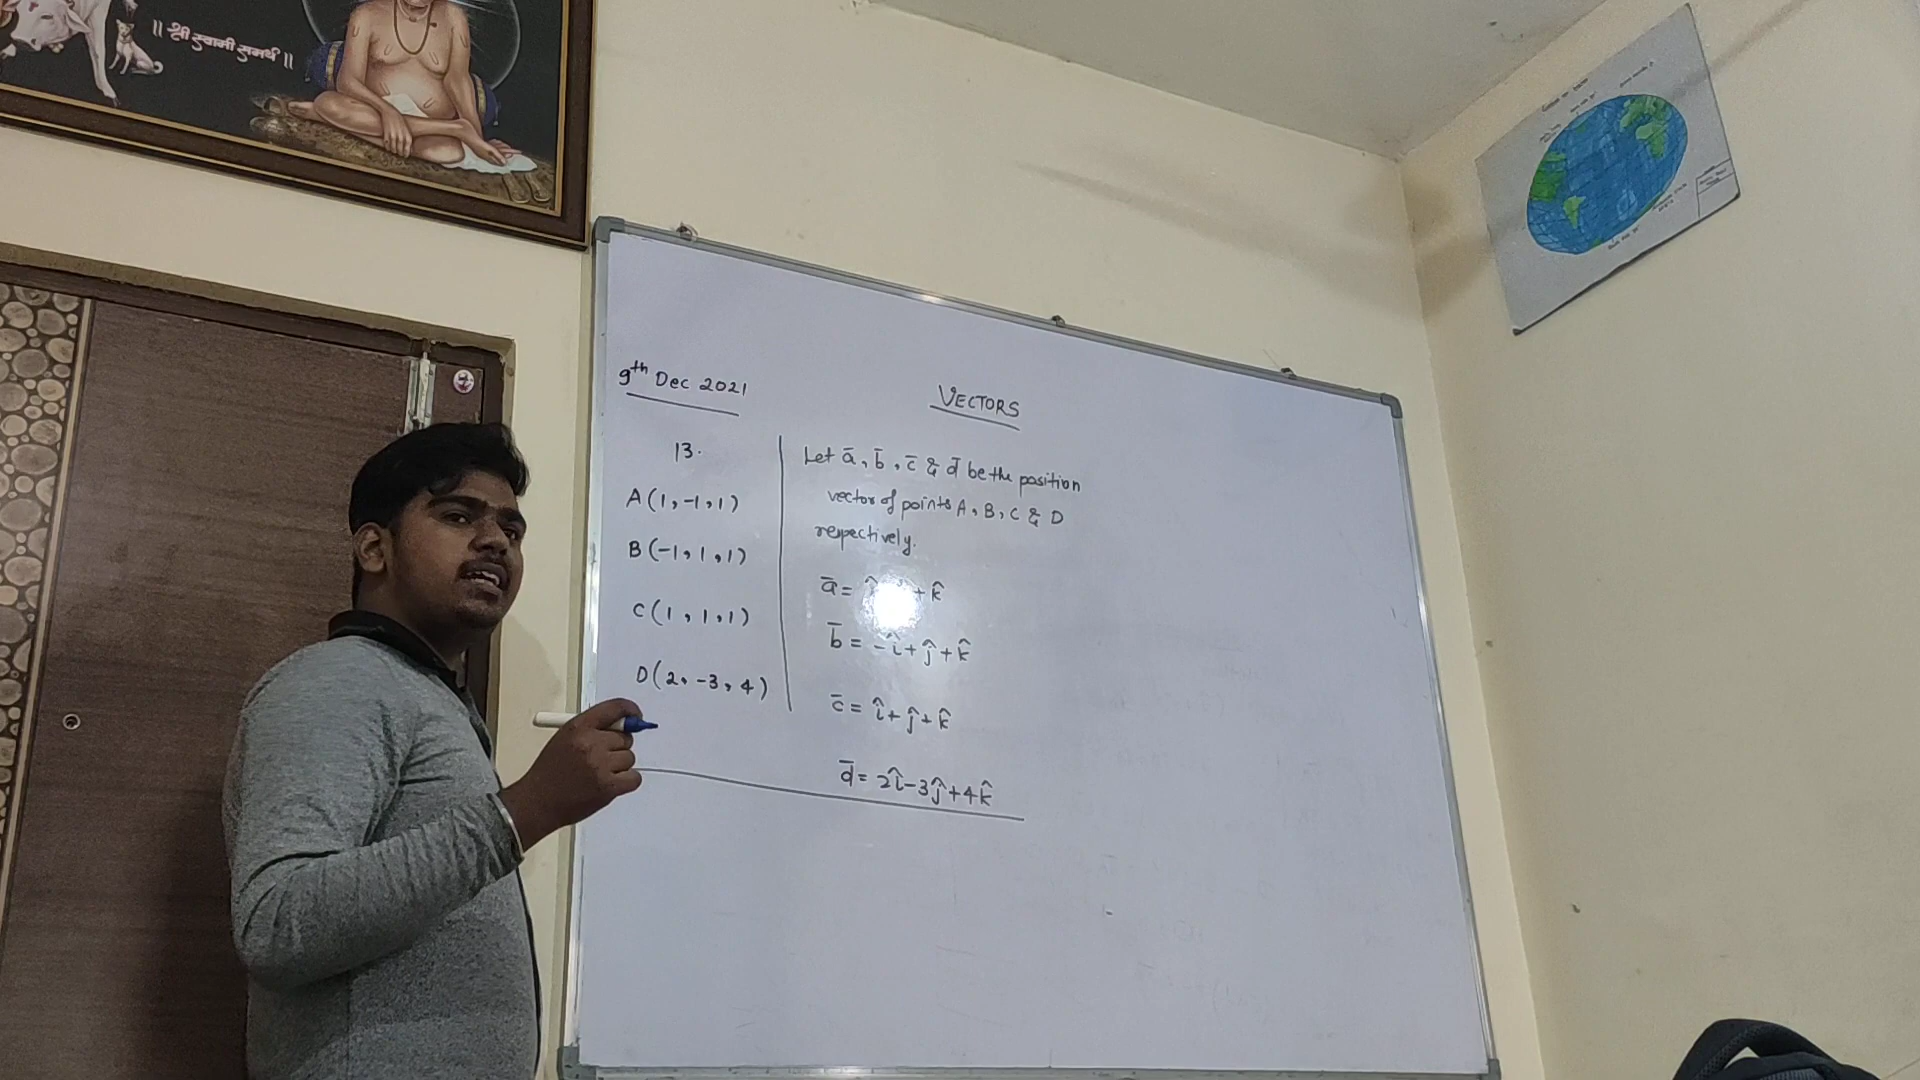 ॥ श्री स्वामी समर्थ ॥
9th Dec 2021
VECTORS
13.
A(1,-1,1)
B(-1,1,1)
C(1,1,1)
D(2,-3,4)
Let a̅, b̅, c̅ & d̅ be the position
vector of points A, B, C & D
respectively.
a̅ = + k̂
b̅ = -î + ĵ + k̂
c̅ = î + ĵ + k̂
d̅ = 2î - 3ĵ + 4k̂